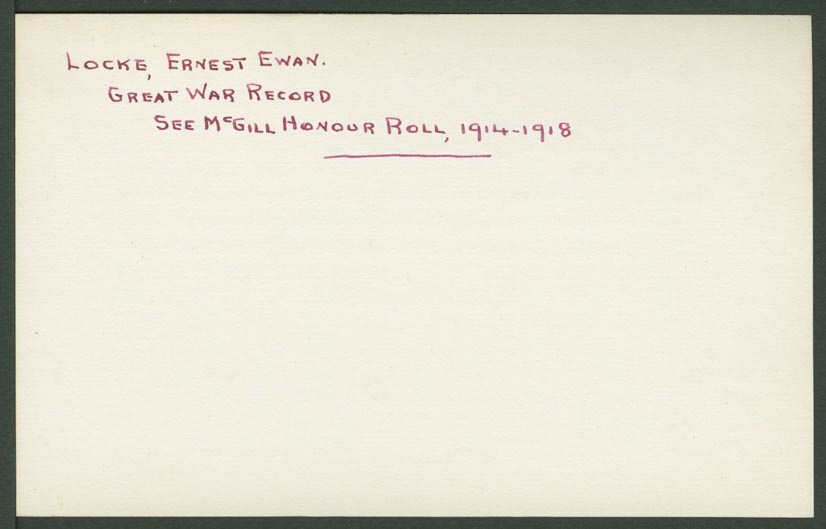 LOCKE, ERNEST EWAN.
GREAT WAR RECORD
SEE McGILL HONOUR ROLL, 1914-1918